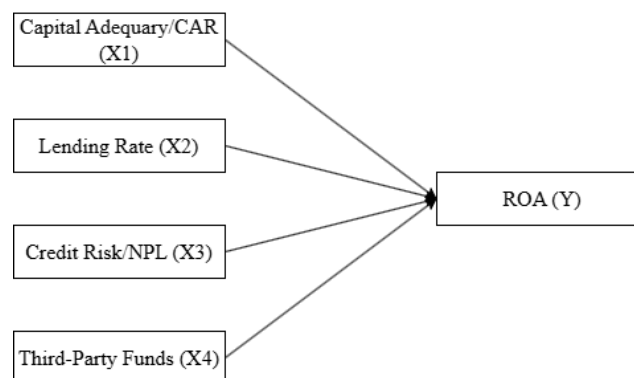 Capital Adequary/CAR
(X1)
Lending Rate (X2)
ROA (Y)
Credit Risk/NPL (X3)
Third-Party Funds (X4)